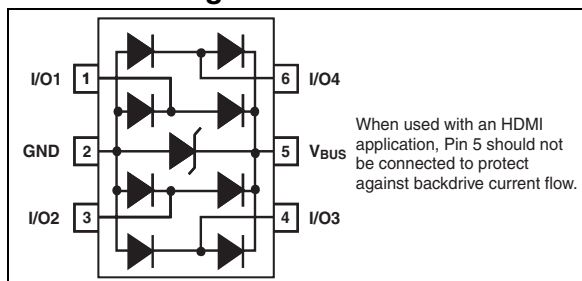 I/O1 1 6 I/O4
GND 2 5 VBUS
I/O2 3 4 I/O3
When used with an HDMI
application, Pin 5 should not
be connected to protect
against backdrive current flow.